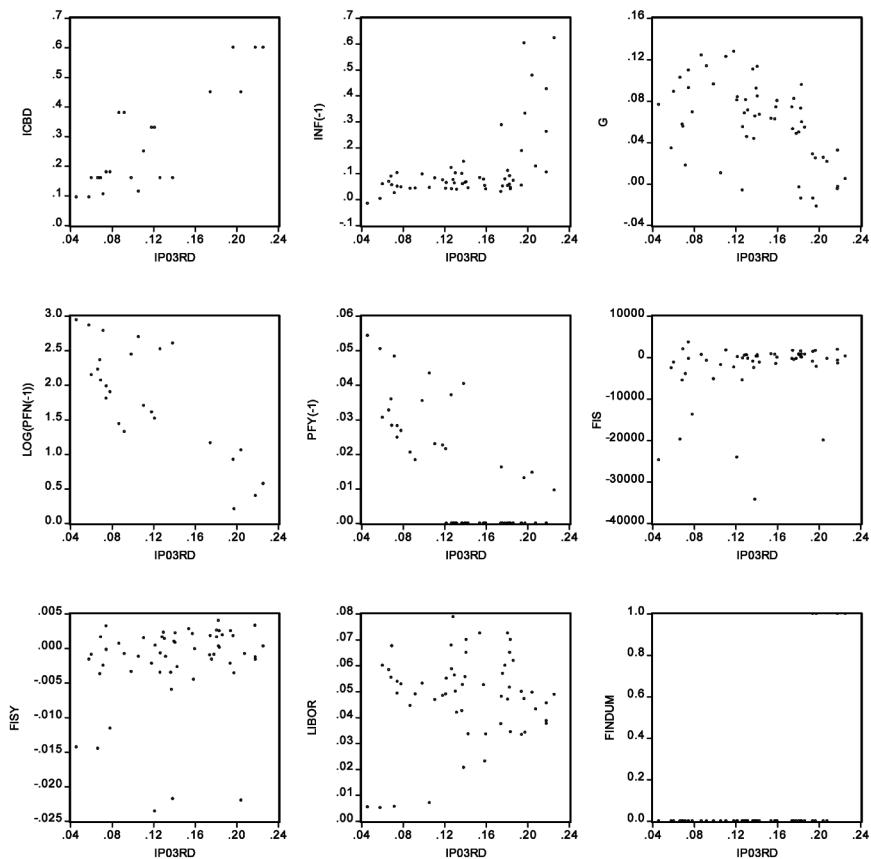 .7
.6
.5
.4
.3
.2
.1
.0
ICBD
.04 .08 .12 .16 .20 .24
IP03RD
.7
.6
.5
.4
.3
.2
.1
.0
-.1
INF(-1)
.04 .08 .12 .16 .20 .24
IP03RD
.16
.12
.08
.04
.00
-.04
G
.04 .08 .12 .16 .20 .24
IP03RD
3.0
2.5
2.0
1.5
1.0
0.5
0.0
LOG(PFN(-1))
.04 .08 .12 .16 .20 .24
IP03RD
.06
.05
.04
.03
.02
.01
.00
PFY(-1)
.04 .08 .12 .16 .20 .24
IP03RD
10000
0
-10000
-20000
-30000
-40000
FIS
.04 .08 .12 .16 .20 .24
IP03RD
.005
.000
-.005
-.010
-.015
-.020
-.025
FISY
.04 .08 .12 .16 .20 .24
IP03RD
.08
.07
.06
.05
.04
.03
.02
.01
.00
LIBOR
.04 .08 .12 .16 .20 .24
IP03RD
1.0
0.8
0.6
0.4
0.2
0.0
FINDUM
.04 .08 .12 .16 .20 .24
IP03RD